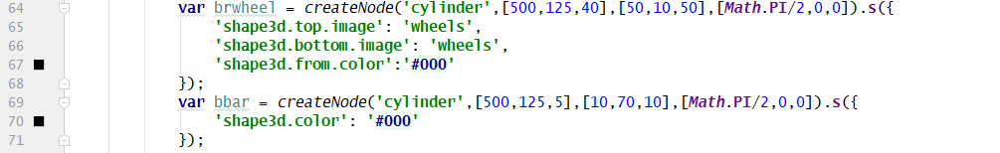 64 var brwheel = createNode('cylinder',[500,125,40],[50,10,50],[Math.PI/2,0,0]).s({
65 'shape3d.top.image': 'wheels',
66 'shape3d.bottom.image': 'wheels',
67 'shape3d.from.color':'#000'
68 });
69 var bbar = createNode('cylinder',[500,125,5],[10,70,10],[Math.PI/2,0,0]).s({
70 'shape3d.color': '#000'
71 });